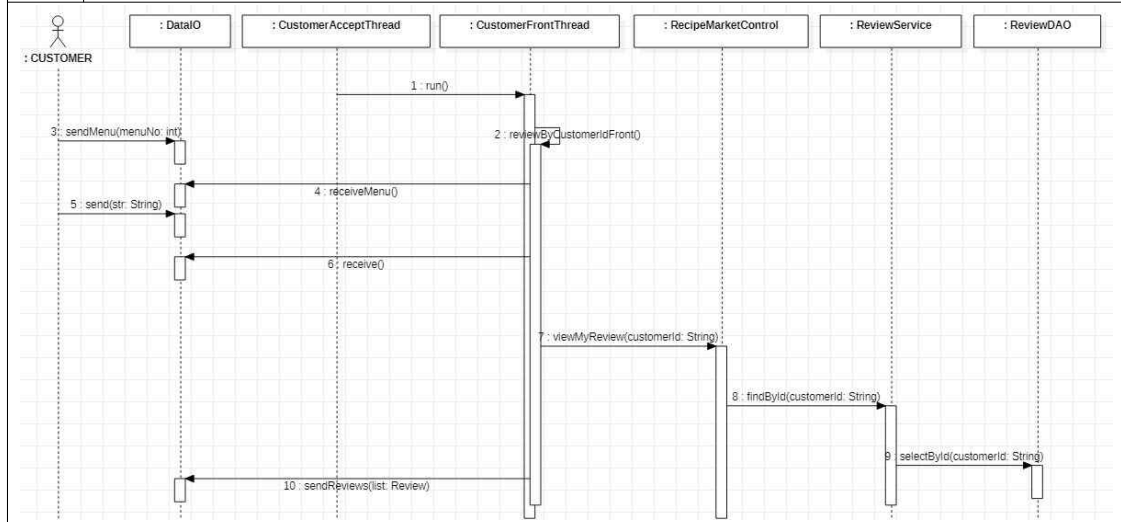 : DataIO
: CustomerAcceptThread
: CustomerFrontThread
: RecipeMarketControl
: ReviewService
: ReviewDAO
: CUSTOMER
1 : run()
3 : sendMenu(menuNo: int)
2 : reviewByCustomerIdFront()
4 : receiveMenu()
5 : send(str: String)
6 : receive()
7 : viewMyReview(customerId: String)
8 : findById(customerId: String)
9 : selectById(customerId: String)
10 : sendReviews(list: Review)